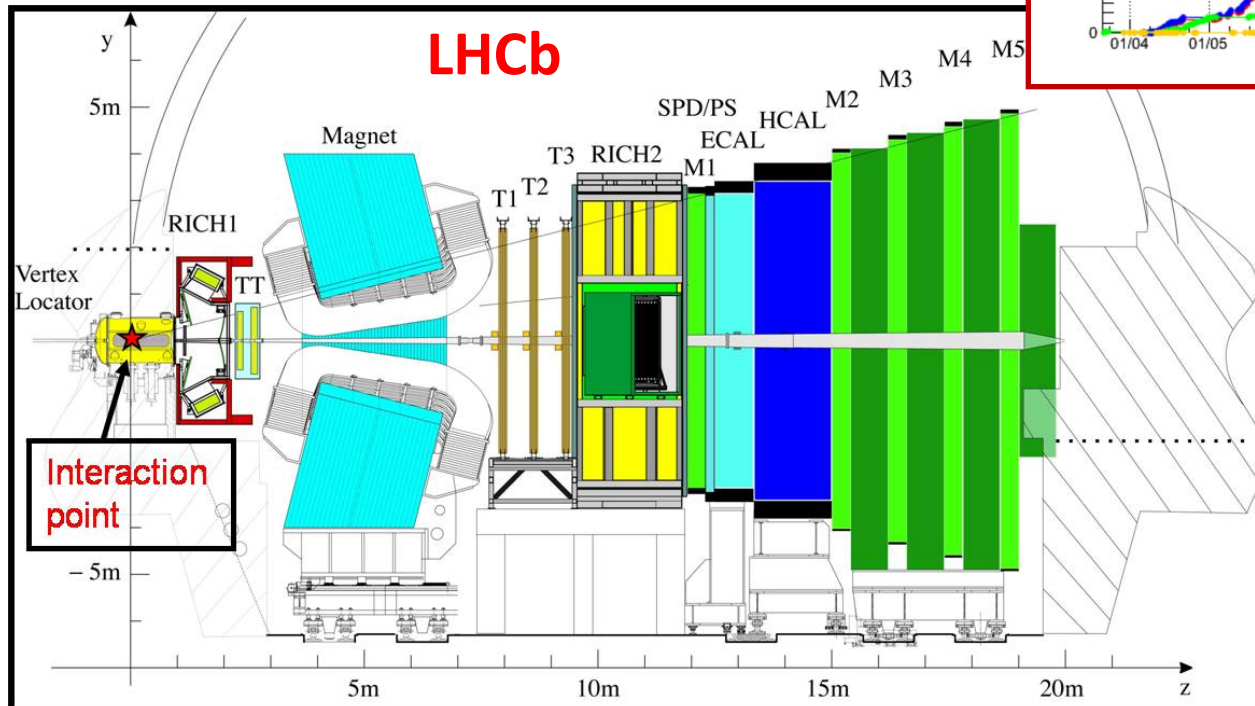 0
01/04
01/05
LHCb
y
5m
M5
M4
M3
M2
HCAL
SPD/PS
ECAL
M1
Magnet
RICH2
T3
T2
T1
RICH1
TT
Vertex
Locator
Interaction
point
– 5m
5m
10m
15m
20m
z